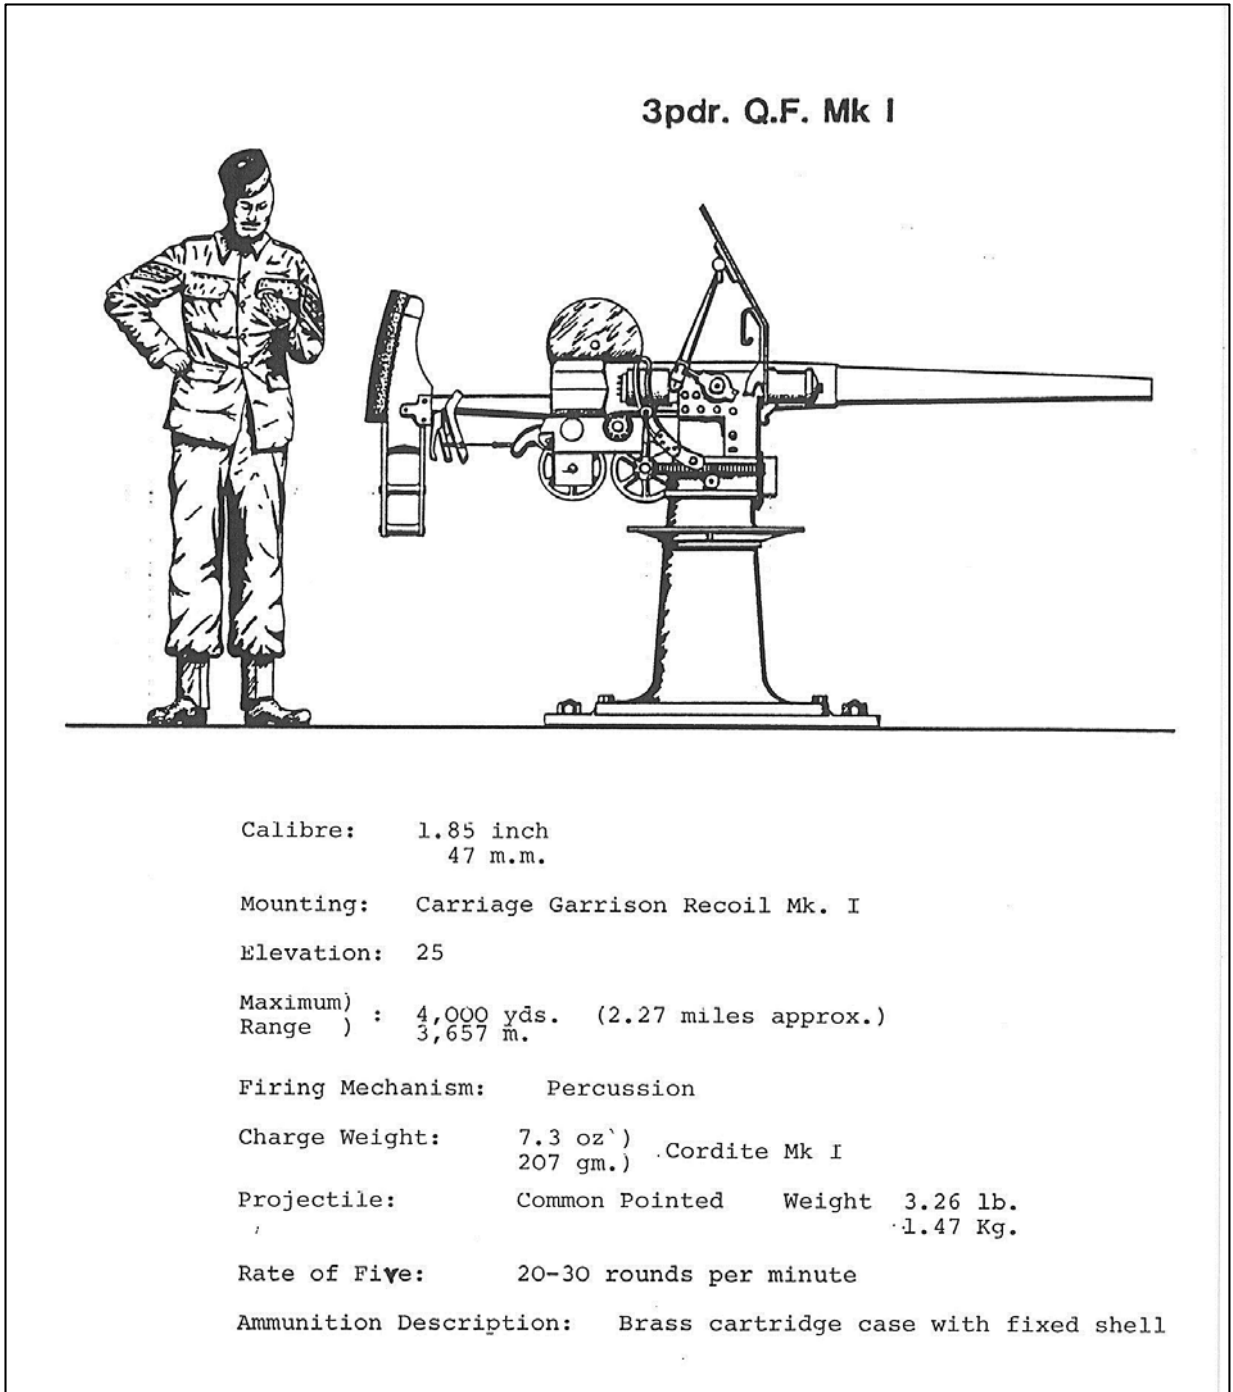 3pdr. Q.F. Mk I
Calibre: 1.85 inch
47 m.m.
Mounting: Carriage Garrison Recoil Mk. I
Elevation: 25
Maximum)
Range ) : 4,000 yds. (2.27 miles approx.)
3,657 m.
Firing Mechanism: Percussion
Charge Weight: 7.3 oz`)
207 gm.) .Cordite Mk I
Projectile: Common Pointed Weight 3.26 lb.
1.47 Kg.
Rate of Five: 20-30 rounds per minute
Ammunition Description: Brass cartridge case with fixed shell